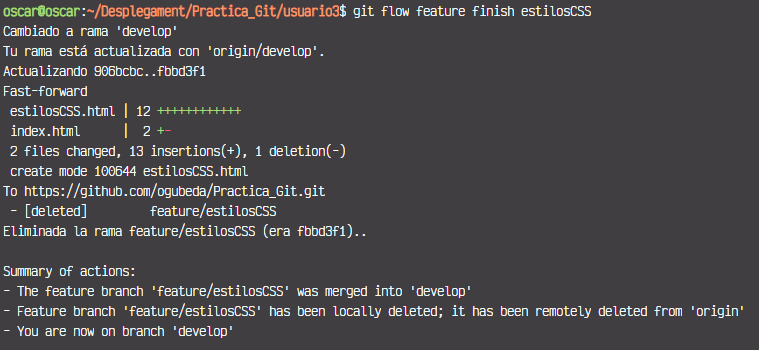 oscar@oscar:~/Desplegament/Practica_Git/usuario3$ git flow feature finish estilosCSS
Cambiado a rama 'develop'
Tu rama está actualizada con 'origin/develop'.
Actualizando 906bcbc..fbbd3f1
Fast-forward
 estilosCSS.html | 12 ++++++++++++
 index.html      |  2 +-
 2 files changed, 13 insertions(+), 1 deletion(-)
 create mode 100644 estilosCSS.html
To https://github.com/ogubeda/Practica_Git.git
 - [deleted]         feature/estilosCSS
Eliminada la rama feature/estilosCSS (era fbbd3f1)..
Summary of actions:
- The feature branch 'feature/estilosCSS' was merged into 'develop'
- Feature branch 'feature/estilosCSS' has been locally deleted; it has been remotely deleted from 'origin'
- You are now on branch 'develop'